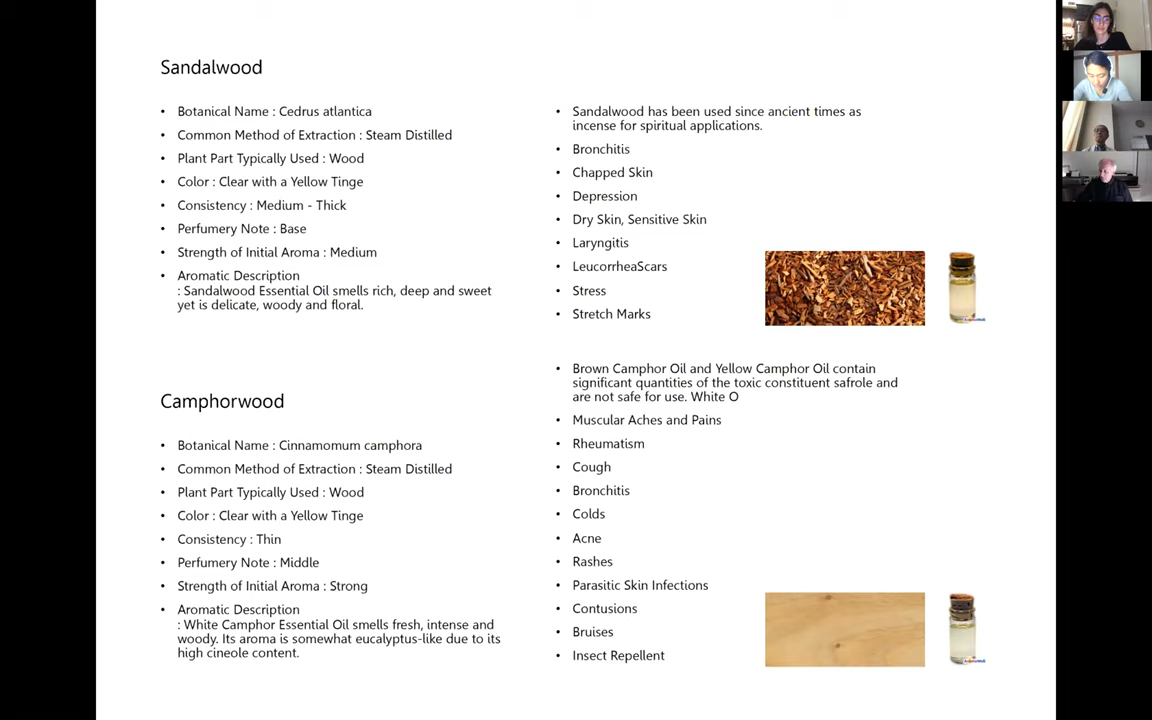 Sandalwood
• Botanical Name : Cedrus atlantica
• Common Method of Extraction : Steam Distilled
• Plant Part Typically Used : Wood
• Color : Clear with a Yellow Tinge
• Consistency : Medium - Thick
• Perfumery Note : Base
• Strength of Initial Aroma : Medium
• Aromatic Description
: Sandalwood Essential Oil smells rich, deep and sweet
yet is delicate, woody and floral.
• Sandalwood has been used since ancient times as
incense for spiritual applications.
• Bronchitis
• Chapped Skin
• Depression
• Dry Skin, Sensitive Skin
• Laryngitis
• LeucorrheaScars
• Stress
• Stretch Marks
Camphorwood
• Botanical Name : Cinnamomum camphora
• Common Method of Extraction : Steam Distilled
• Plant Part Typically Used : Wood
• Color : Clear with a Yellow Tinge
• Consistency : Thin
• Perfumery Note : Middle
• Strength of Initial Aroma : Strong
• Aromatic Description
: White Camphor Essential Oil smells fresh, intense and
woody. Its aroma is somewhat eucalyptus-like due to its
high cineole content.
• Brown Camphor Oil and Yellow Camphor Oil contain
significant quantities of the toxic constituent safrole and
are not safe for use. White O
• Muscular Aches and Pains
• Rheumatism
• Cough
• Bronchitis
• Colds
• Acne
• Rashes
• Parasitic Skin Infections
• Contusions
• Bruises
• Insect Repellent